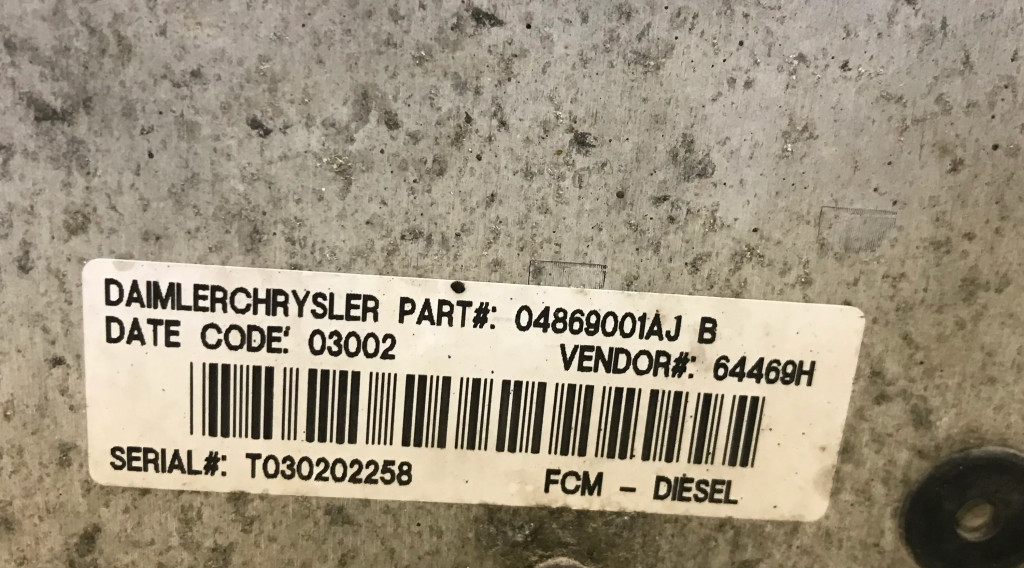 DAIMLERCHRYSLER PART#: 04869001AJ B
DATE CODE: 03002
VENDOR#: 64469H
SERIAL#: T030202258
FCM - DIESEL